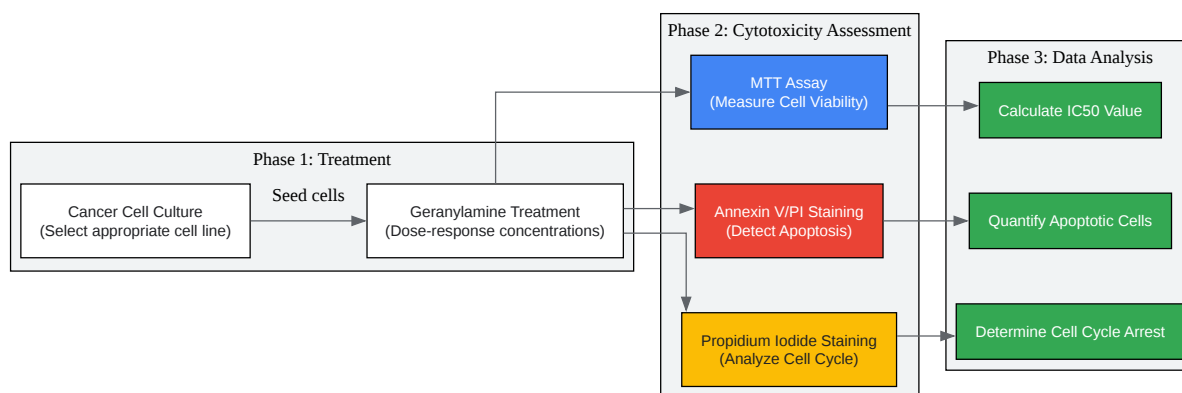 Phase 1: Treatment
Cancer Cell Culture
(Select appropriate cell line)
Seed cells
Geranylamine Treatment
(Dose-response concentrations)
Phase 2: Cytotoxicity Assessment
MTT Assay
(Measure Cell Viability)
Annexin V/PI Staining
(Detect Apoptosis)
Propidium Iodide Staining
(Analyze Cell Cycle)
Phase 3: Data Analysis
Calculate IC50 Value
Quantify Apoptotic Cells
Determine Cell Cycle Arrest